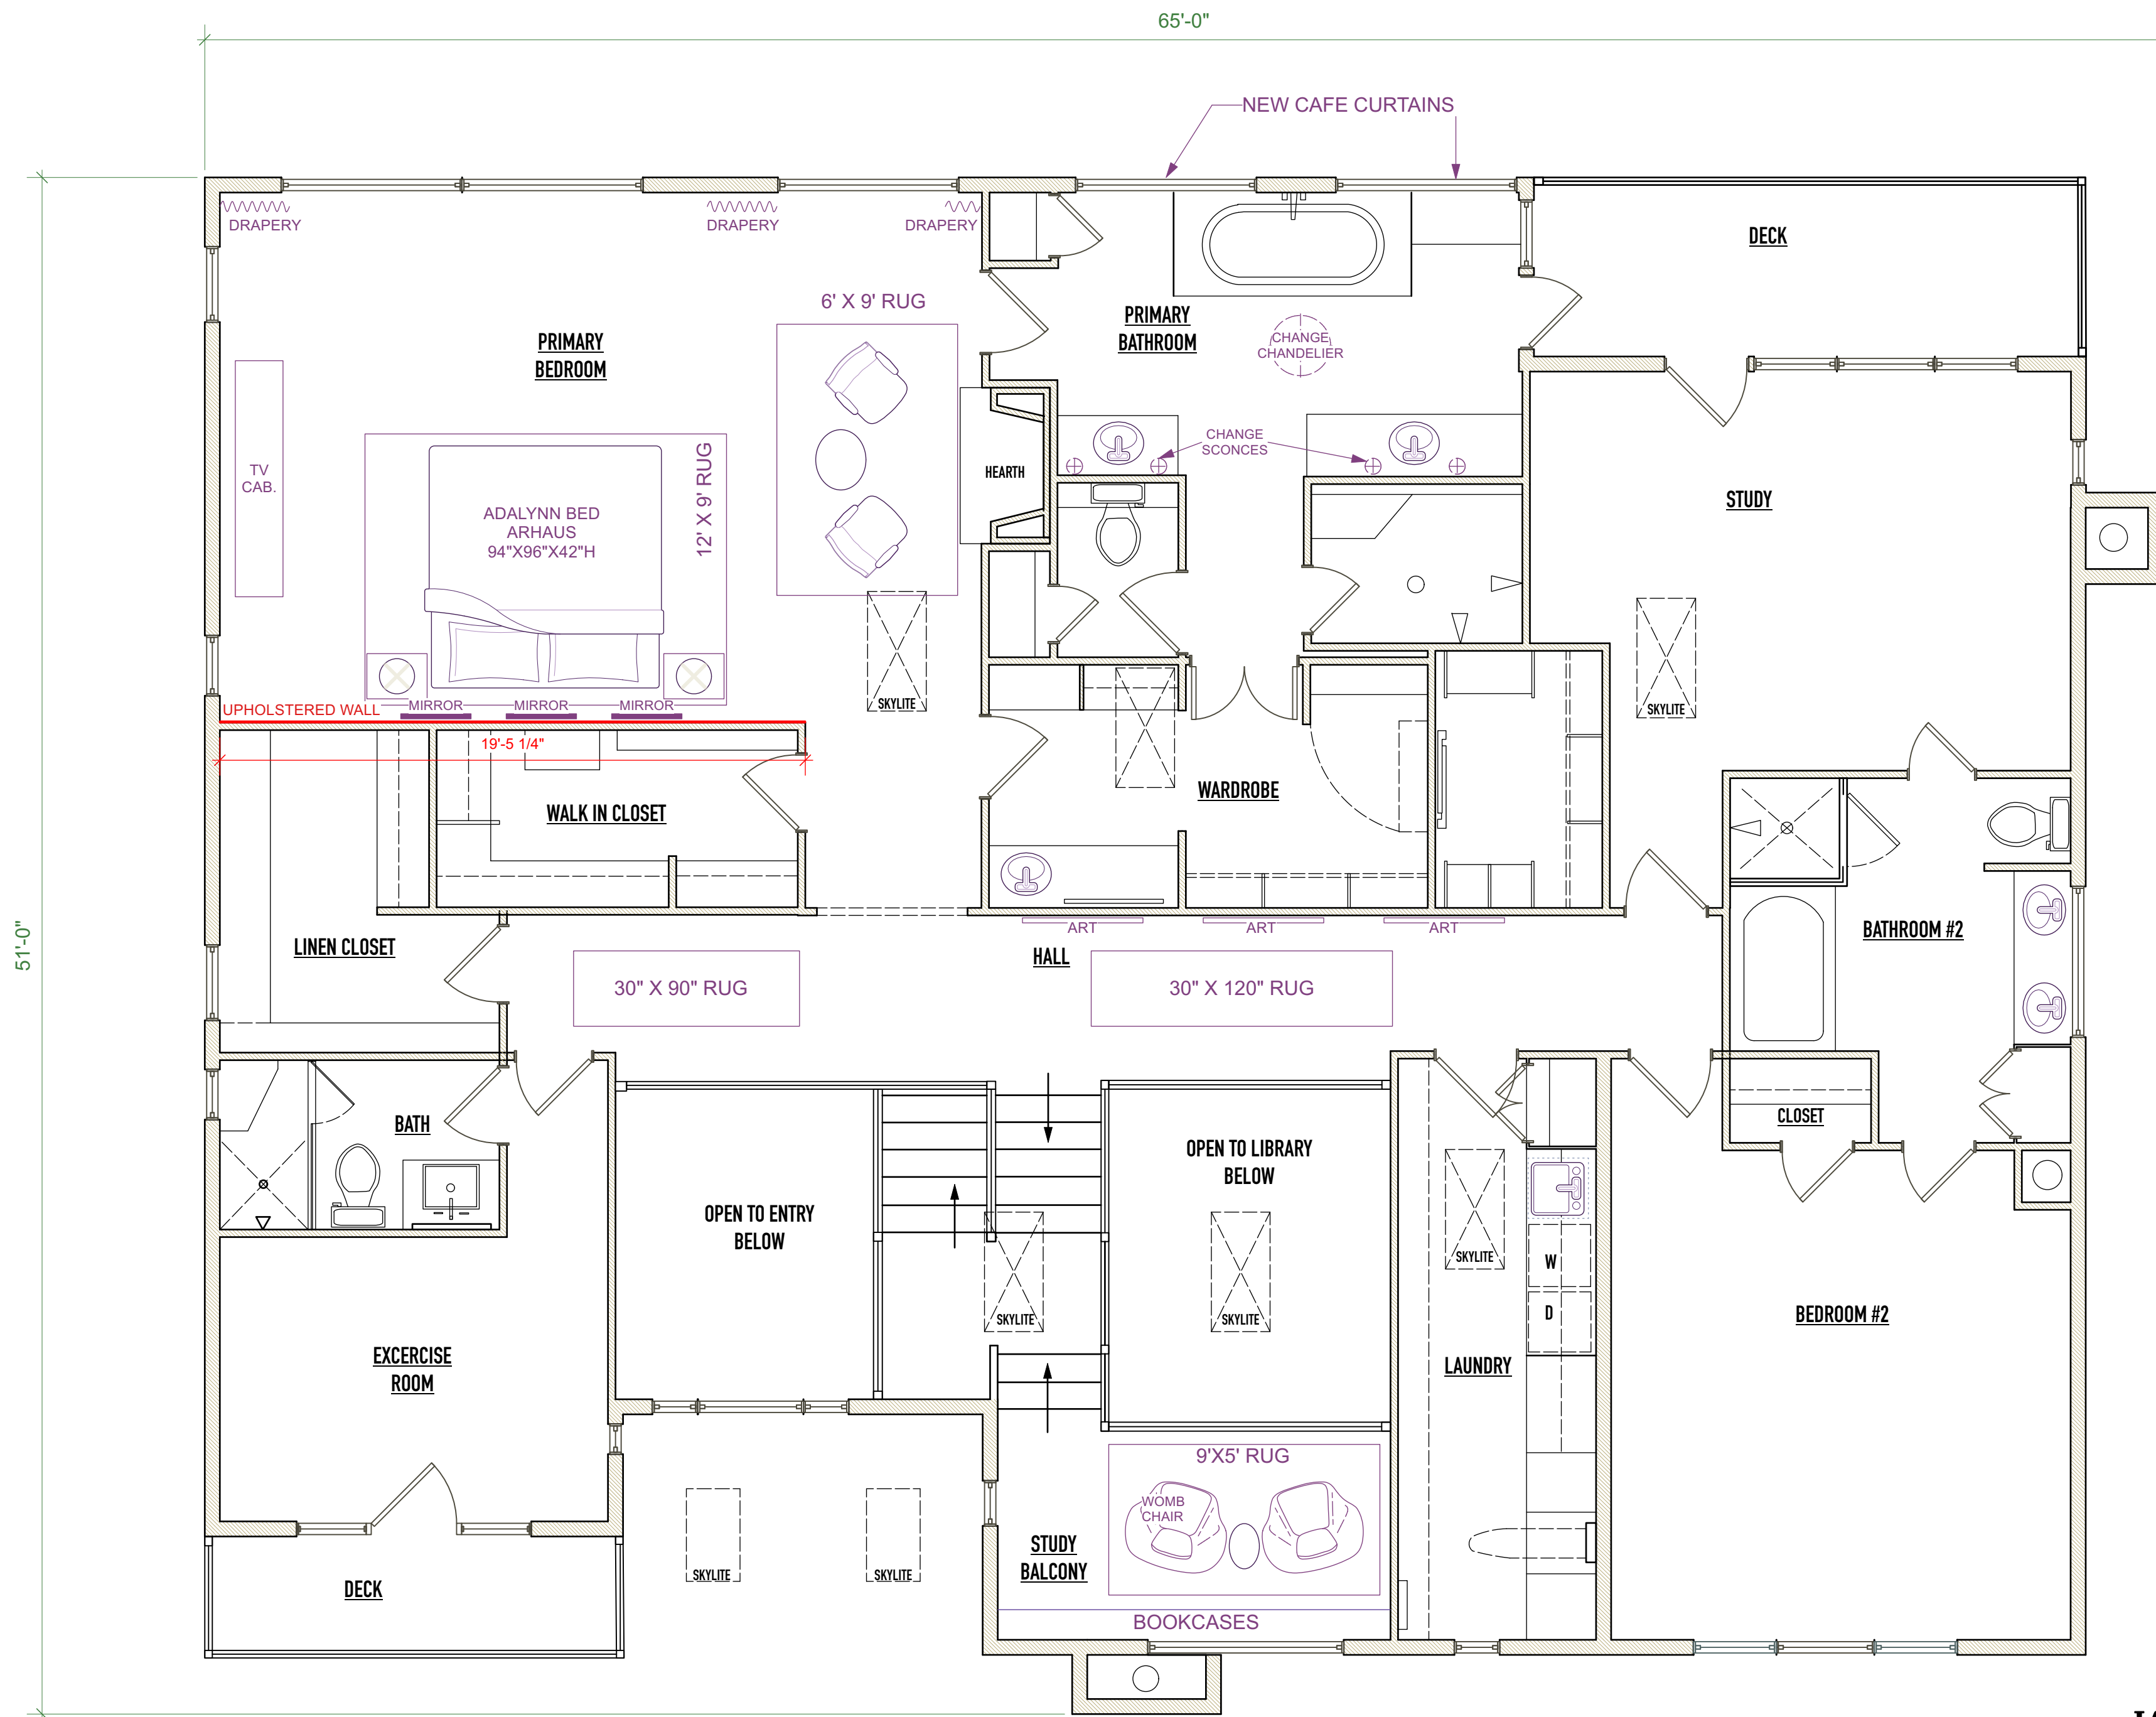 65'-0"
NEW CAFE CURTAINS
DRAPERY
DRAPERY
DRAPERY
DECK
6' X 9' RUG
PRIMARY
BEDROOM
PRIMARY
BATHROOM
CHANGE
CHANDELIER
TV
CAB.
12' X 9' RUG
HEARTH
CHANGE
SCONCES
ADALYNN BED
ARHAUS
94"X96"X42"H
STUDY
SKYLITE
SKYLITE
UPHOLSTERED WALL
MIRROR
MIRROR
MIRROR
19'-5 1/4"
WALK IN CLOSET
WARDROBE
51'-0"
LINEN CLOSET
ART
ART
ART
HALL
BATHROOM #2
30" X 90" RUG
30" X 120" RUG
BATH
CLOSET
OPEN TO LIBRARY
BELOW
OPEN TO ENTRY
BELOW
SKYLITE
W
D
SKYLITE
SKYLITE
BEDROOM #2
EXCERCISE
ROOM
LAUNDRY
9'X5' RUG
WOMB
CHAIR
STUDY
BALCONY
SKYLITE
SKYLITE
DECK
BOOKCASES